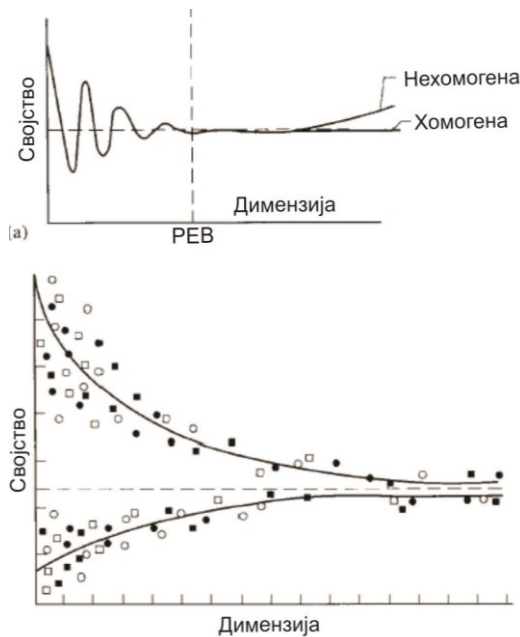 Својство
Нехомогена
Хомогена
Димензија
(а)
РЕВ
Својство
Димензија